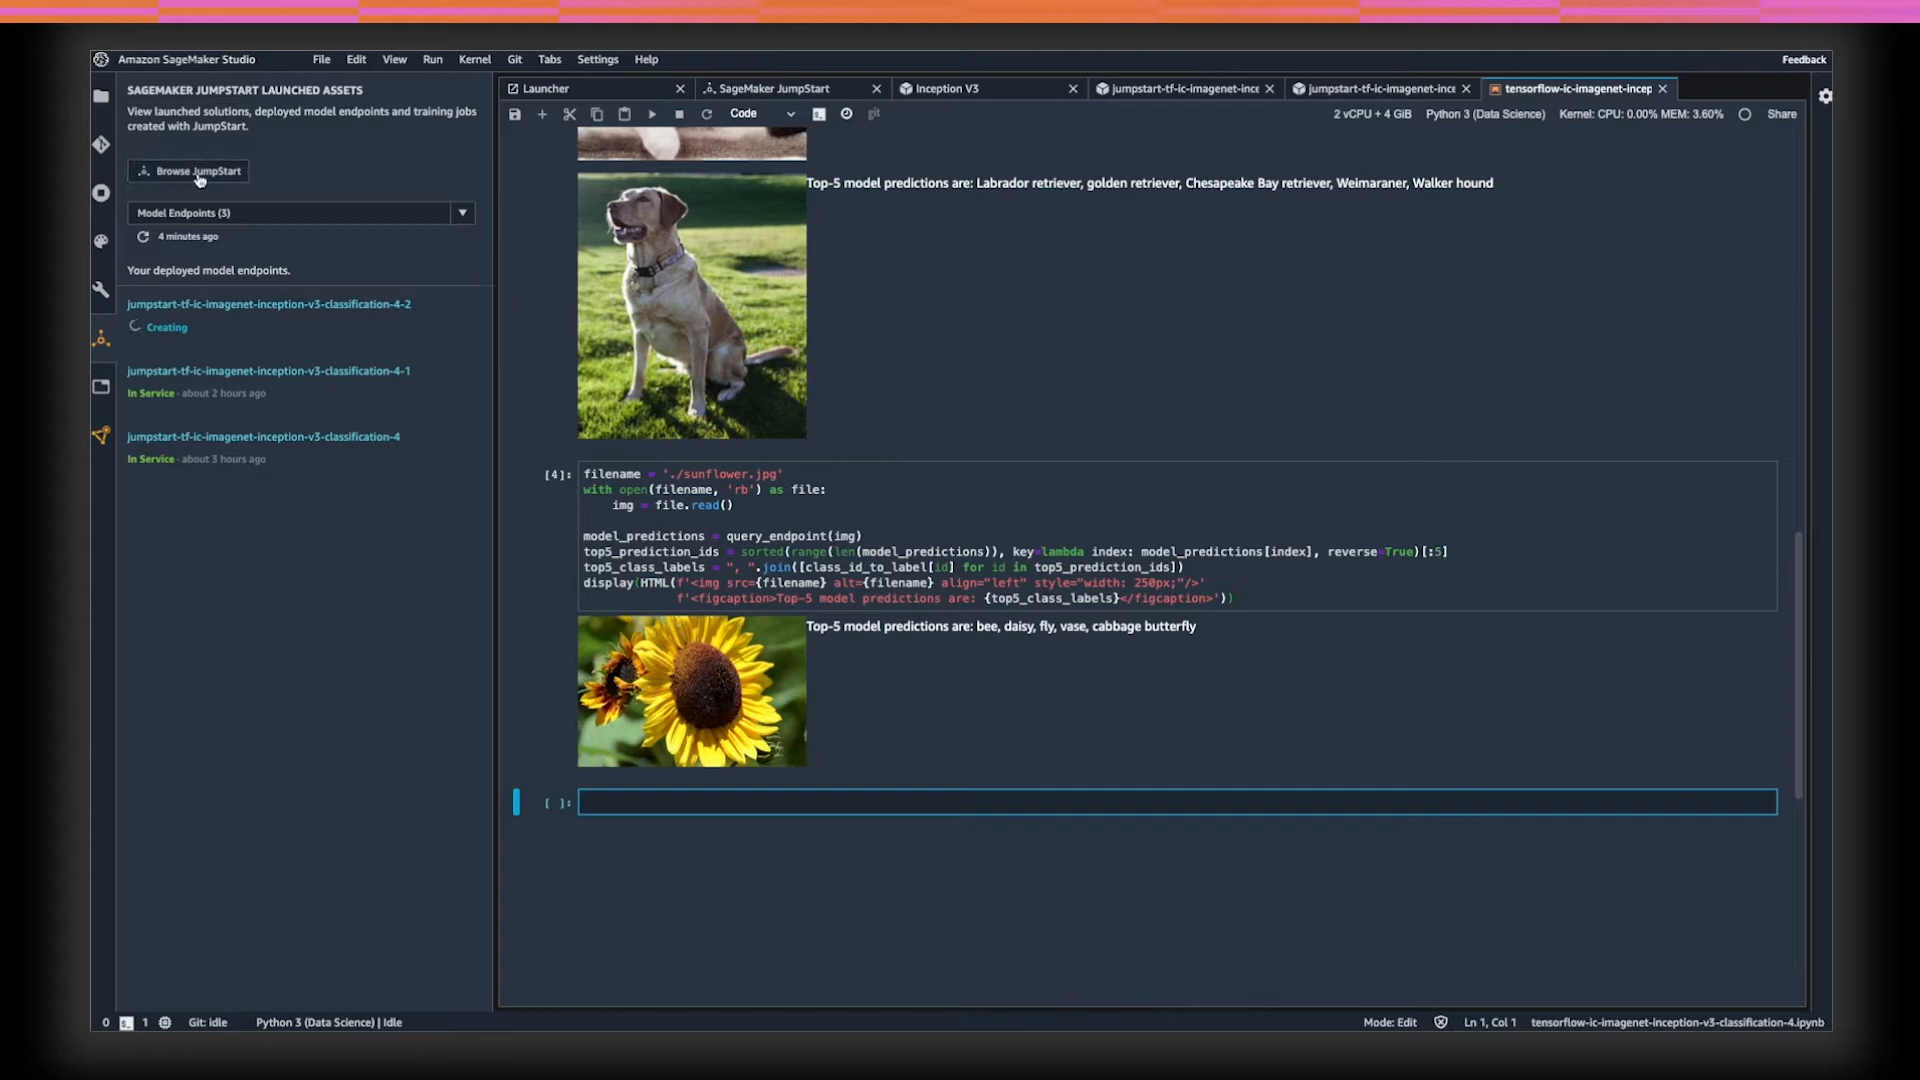 Amazon SageMaker Studio File Edit View Run Kernel Git Tabs Settings Help Feedback
SAGEMAKER JUMPSTART LAUNCHED ASSETS
View launched solutions, deployed model endpoints and training jobs
created with JumpStart.
Browse JumpStart
Model Endpoints (3)
4 minutes ago
Your deployed model endpoints.
jumpstart-tf-ic-imagenet-inception-v3-classification-4-2
Creating
jumpstart-tf-ic-imagenet-inception-v3-classification-4-1
In Service · about 2 hours ago
jumpstart-tf-ic-imagenet-inception-v3-classification-4
In Service · about 3 hours ago
Launcher SageMaker JumpStart Inception V3 jumpstart-tf-ic-imagenet-ince jumpstart-tf-ic-imagenet-ince tensorflow-ic-imagenet-incep
Code git 2 vCPU + 4 GiB Python 3 (Data Science) Kernel: CPU: 0.00% MEM: 3.60% Share
Top-5 model predictions are: Labrador retriever, golden retriever, Chesapeake Bay retriever, Weimaraner, Walker hound
[4]: filename = './sunflower.jpg'
with open(filename, 'rb') as file:
img = file.read()
model_predictions = query_endpoint(img)
top5_prediction_ids = sorted(range(len(model_predictions)), key=lambda index: model_predictions[index], reverse=True)[:5]
top5_class_labels = ", ".join([class_id_to_label[id] for id in top5_prediction_ids])
display(HTML(f'<img src={filename} alt={filename} align="left" style="width: 250px;"/>'
f'<figcaption>Top-5 model predictions are: {top5_class_labels}</figcaption>'))
Top-5 model predictions are: bee, daisy, fly, vase, cabbage butterfly
[ ]:
0 1 Git: idle Python 3 (Data Science) | Idle Mode: Edit Ln 1, Col 1 tensorflow-ic-imagenet-inception-v3-classification-4.ipynb